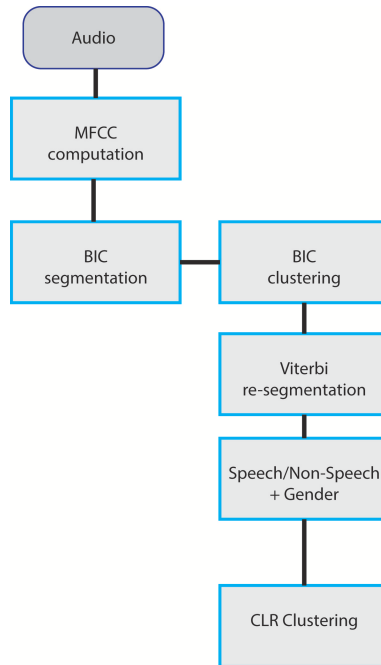 Audio
MFCC
computation
BIC
segmentation
BIC
clustering
Viterbi
re-segmentation
Speech/Non-Speech
+ Gender
CLR Clustering